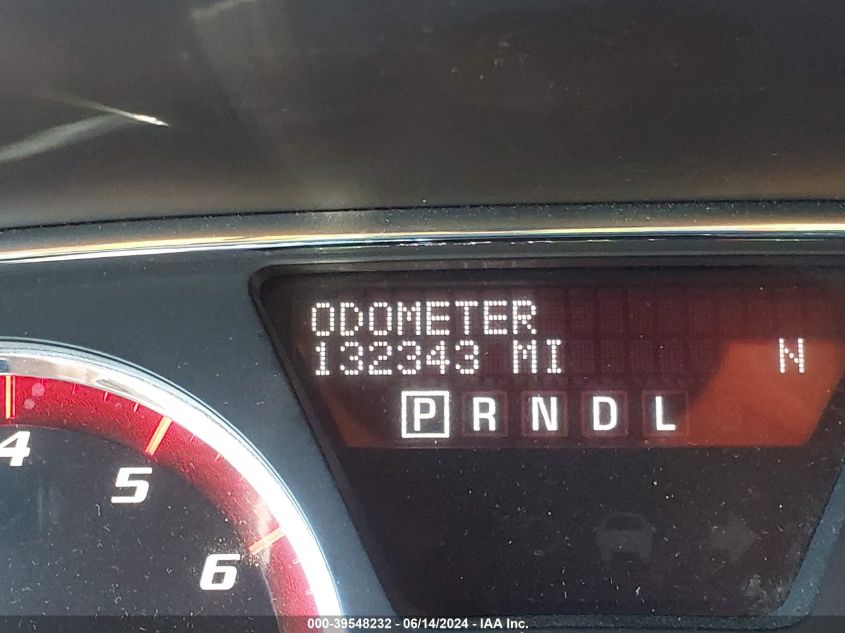 ODOMETER
132343 MI N
P R N D L
4
5
6
000-39548232 - 06/14/2024 - IAA Inc.